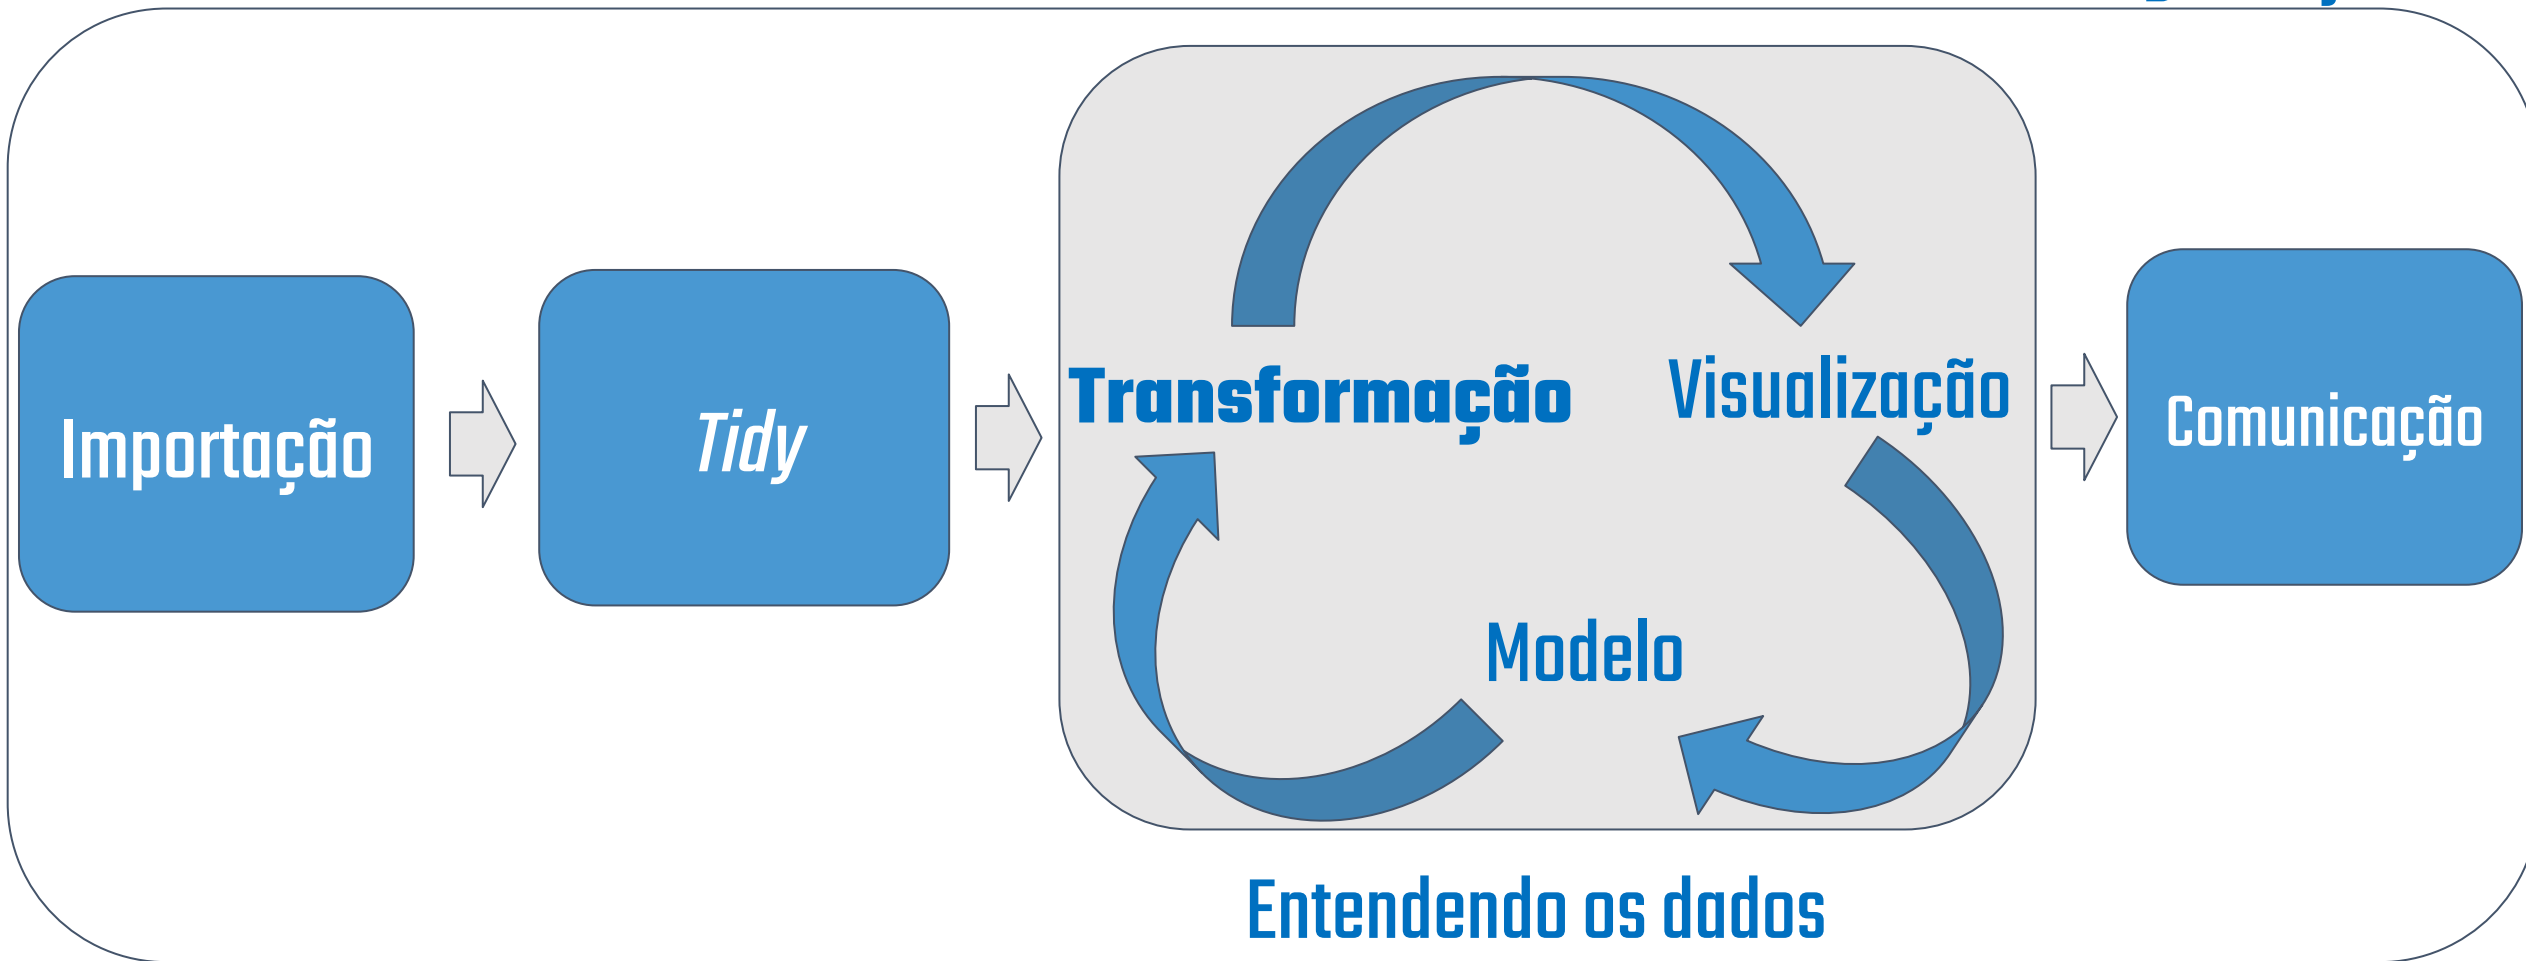 Importação
Tidy
Transformação
Visualização
Modelo
Comunicação
Entendendo os dados